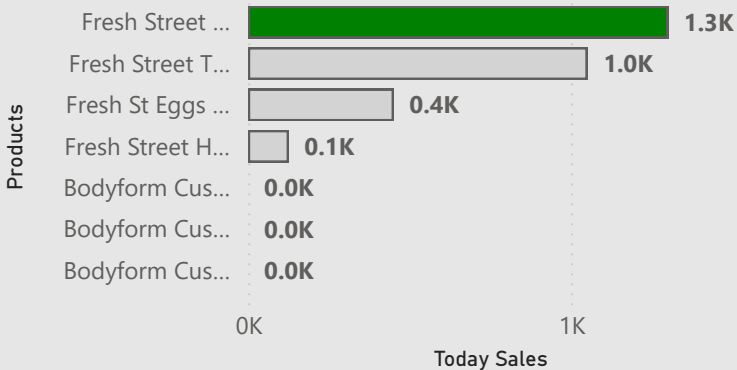 Fresh Street ... 1.3K
Fresh Street T... 1.0K
Fresh St Eggs ... 0.4K
Fresh Street H... 0.1K
Bodyform Cus... 0.0K
Bodyform Cus... 0.0K
Bodyform Cus... 0.0K
Products
0K 1K
Today Sales